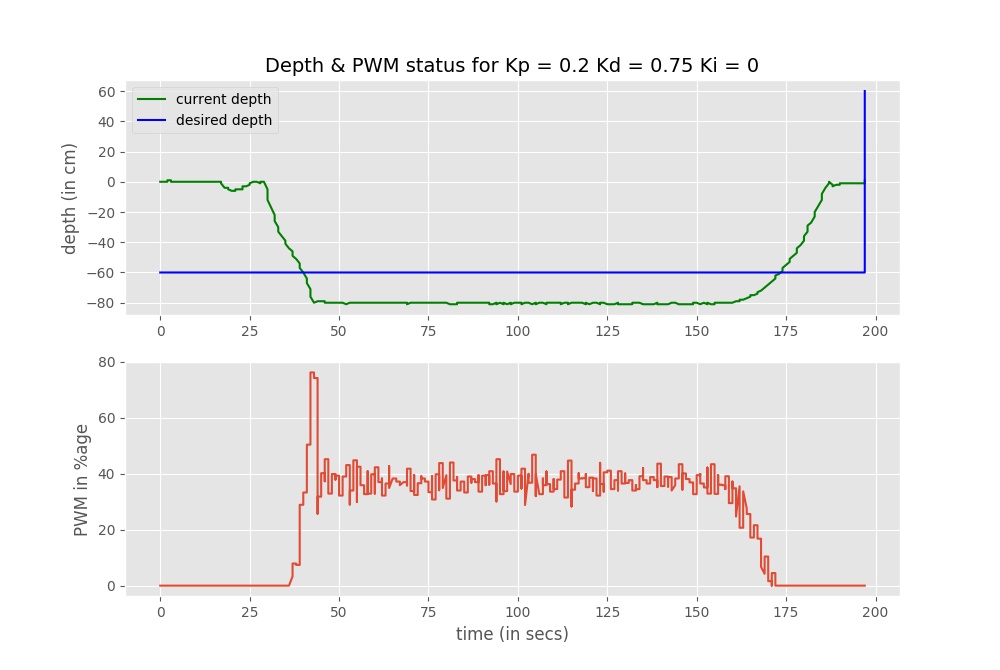 Depth & PWM status for Kp = 0.2 Kd = 0.75 Ki = 0
60
40
20
0
−20
−40
−60
−80
depth (in cm)
current depth
desired depth
0 25 50 75 100 125 150 175 200
80
60
40
20
0
PWM in %age
0 25 50 75 100 125 150 175 200
time (in secs)